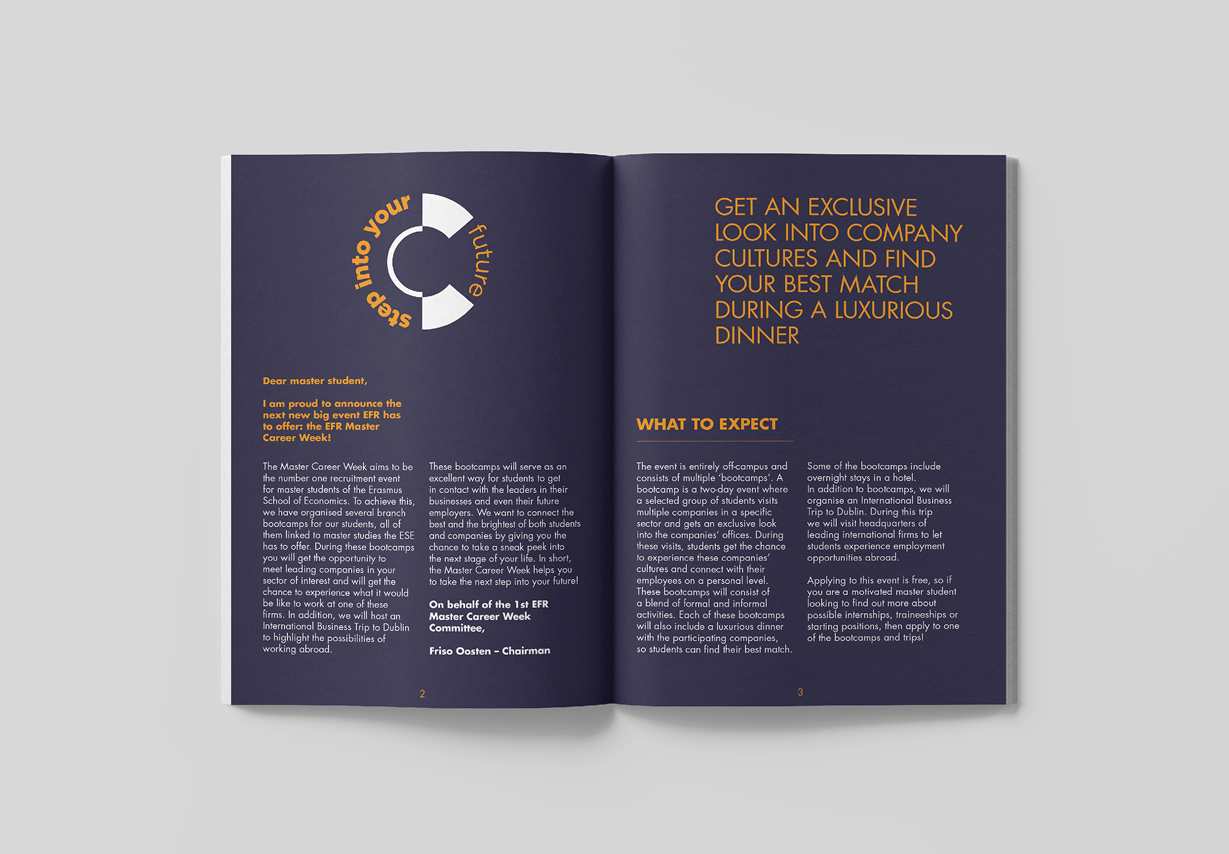 step into your future
Dear master student,
I am proud to announce the
next new big event EFR has
to offer: the EFR Master
Career Week!
The Master Career Week aims to be
the number one recruitment event
for master students of the Erasmus
School of Economics. To achieve this,
we have organised several branch
bootcamps for our students, all of
them linked to master studies the ESE
has to offer. During these bootcamps
you will get the opportunity to
meet leading companies in your
sector of interest and will get the
chance to experience what it would
be like to work at one of these
firms. In addition, we will host an
International Business Trip to Dublin
to highlight the possibilities of
working abroad.
These bootcamps will serve as an
excellent way for students to get
in contact with the leaders in their
businesses and even their future
employers. We want to connect the
best and the brightest of both students
and companies by giving you the
chance to take a sneak peek into
the next stage of your life. In short,
the Master Career Week helps you
to take the next step into your future!
On behalf of the 1st EFR
Master Career Week
Committee,
Friso Oosten – Chairman
2
GET AN EXCLUSIVE
LOOK INTO COMPANY
CULTURES AND FIND
YOUR BEST MATCH
DURING A LUXURIOUS
DINNER
WHAT TO EXPECT
The event is entirely off-campus and
consists of multiple ‘bootcamps’. A
bootcamp is a two-day event where
a selected group of students visits
multiple companies in a specific
sector and gets an exclusive look
into the companies’ offices. During
these visits, students get the chance
to experience these companies’
cultures and connect with their
employees on a personal level.
These bootcamps will consist of
a blend of formal and informal
activities. Each of these bootcamps
will also include a luxurious dinner
with the participating companies,
so students can find their best match.
Some of the bootcamps include
overnight stays in a hotel.
In addition to bootcamps, we will
organise an International Business
Trip to Dublin. During this trip
we will visit headquarters of
leading international firms to let
students experience employment
opportunities abroad.
Applying to this event is free, so if
you are a motivated master student
looking to find out more about
possible internships, traineeships or
starting positions, then apply to one
of the bootcamps and trips!
3